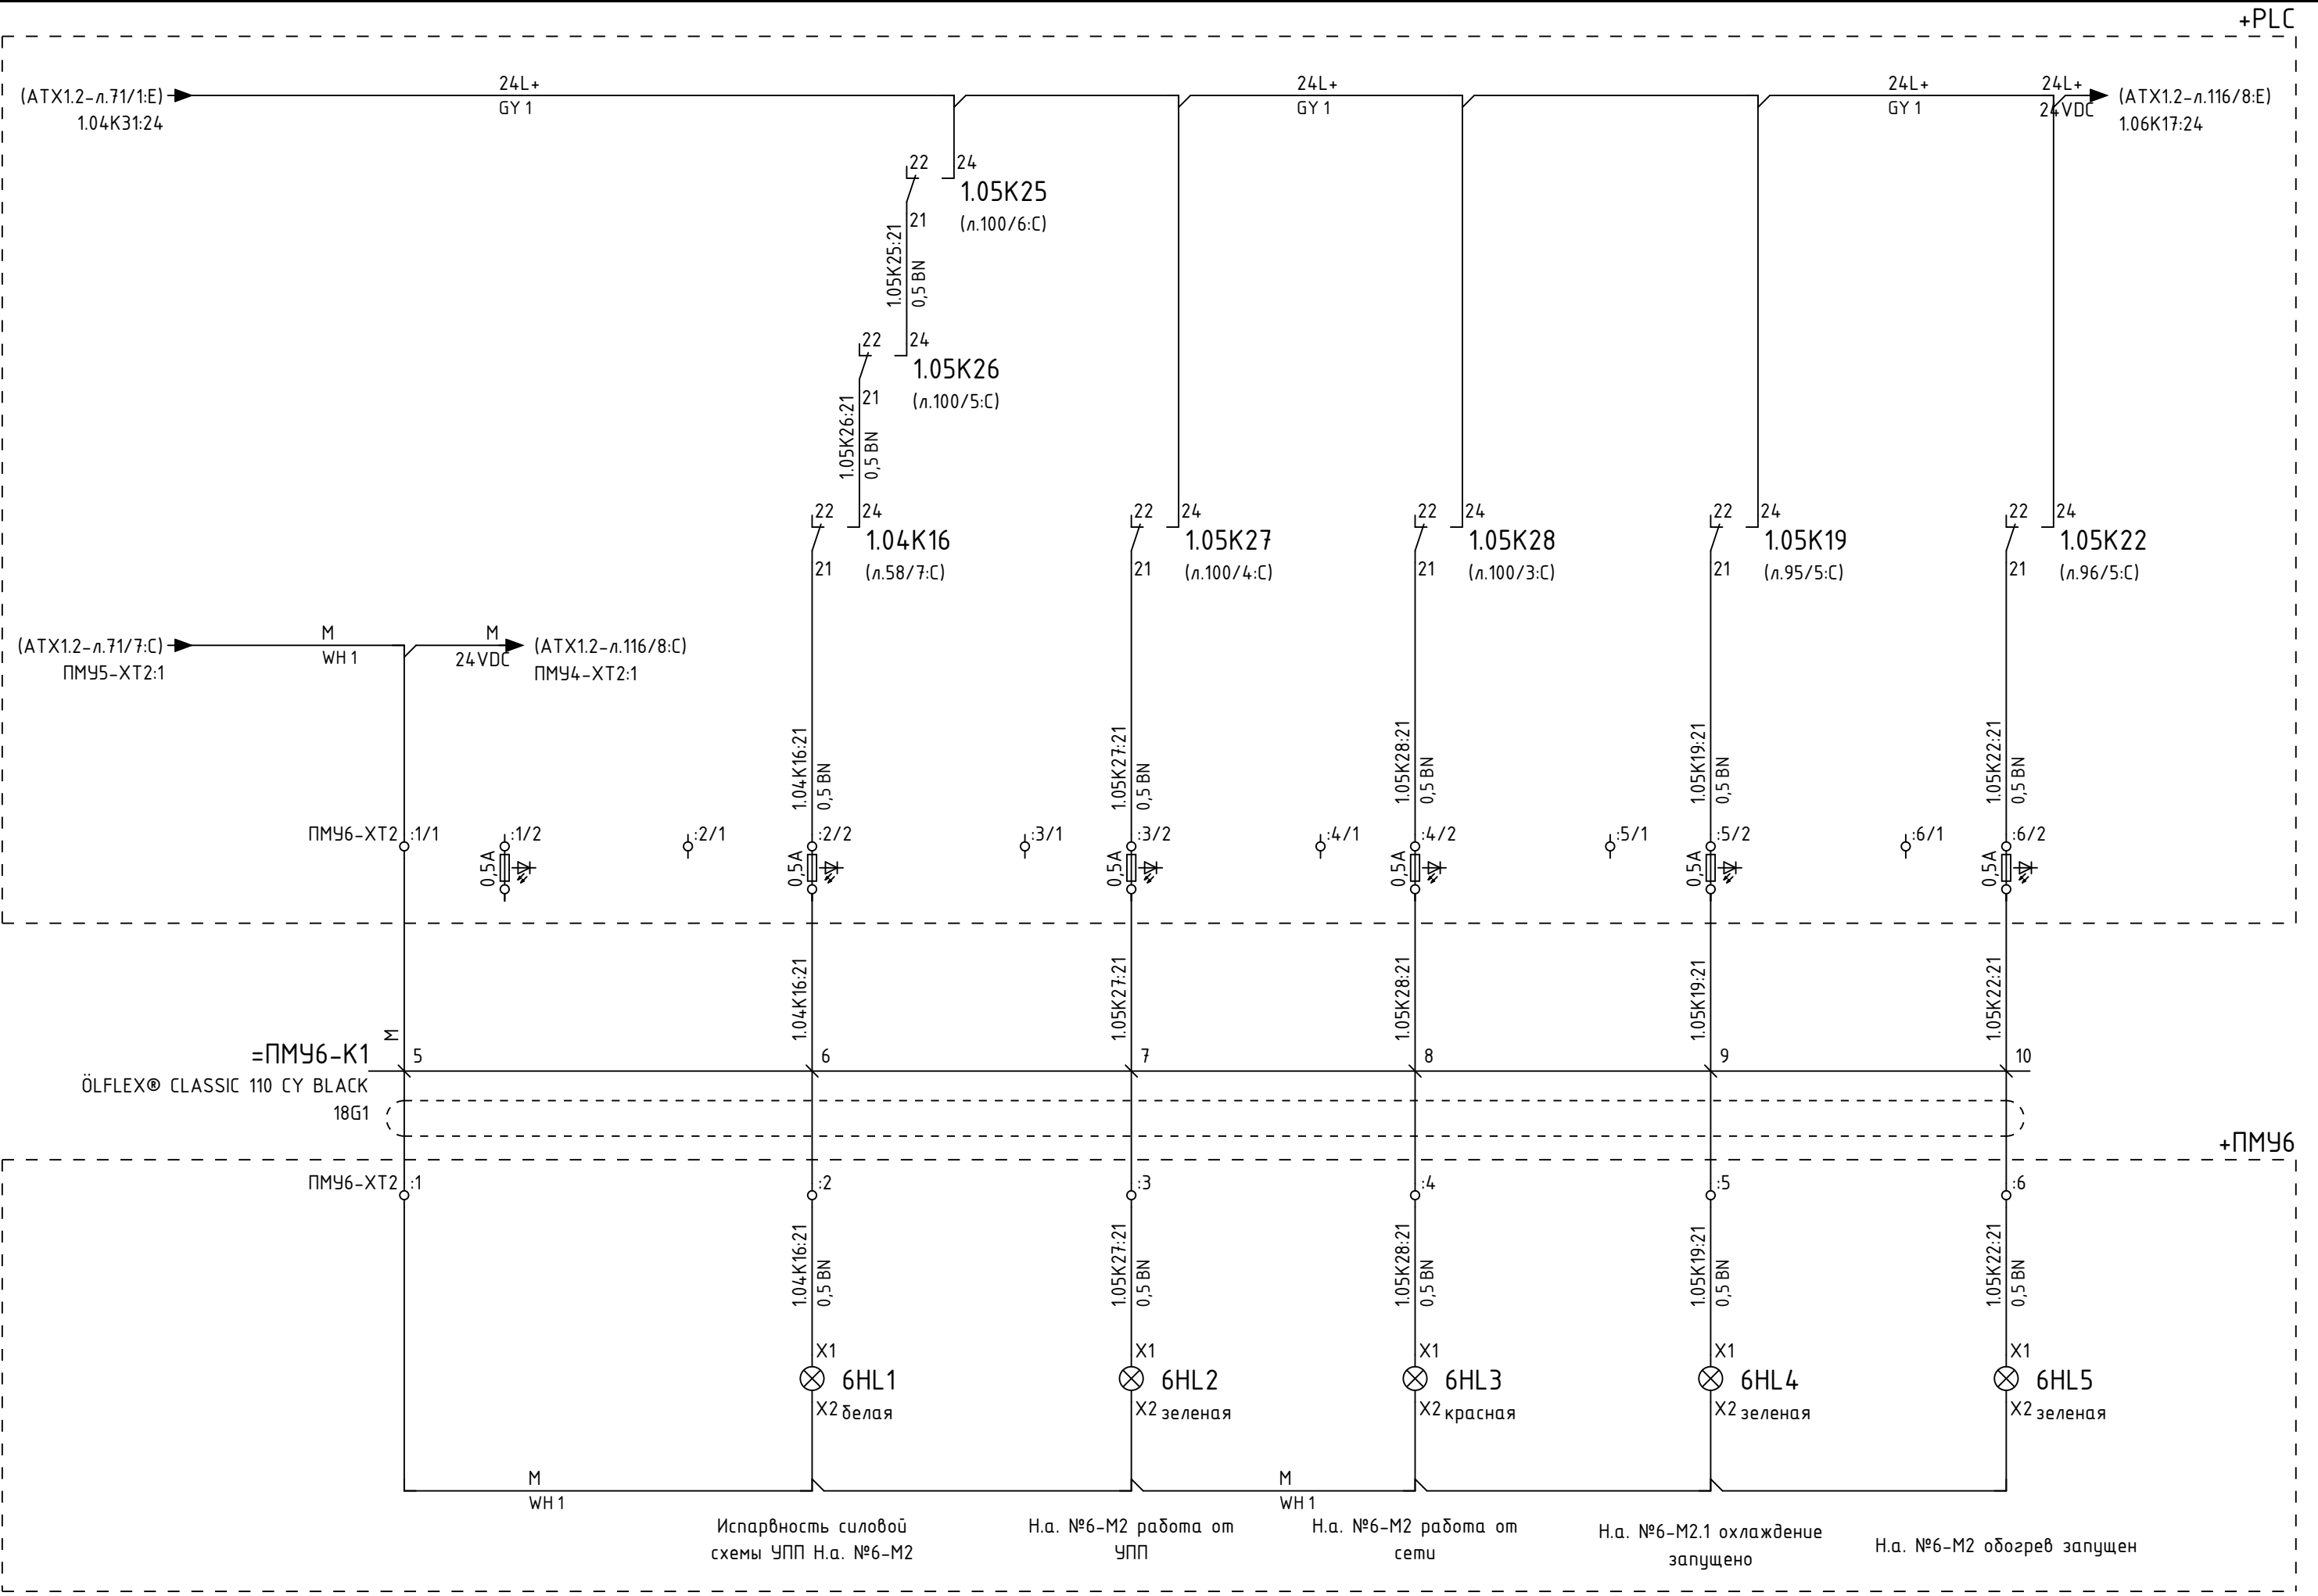 +PLC
24L+
24L+
24L+
24L+
(АТХ1.2-л.71/1:E)
(АТХ1.2-л.116/8:E)
GY 1
GY 1
GY 1
24VDC
1.04K31:24
1.06K17:24
22
24
1.05K25
21
(л.100/6:C)
1.05K25:21
0,5 BN
22
24
1.05K26
21
(л.100/5:C)
1.05K26:21
0,5 BN
22
24
22
24
22
24
22
24
22
24
1.04K16
1.05K27
1.05K28
1.05K19
1.05K22
21
(л.58/7:C)
21
(л.100/4:C)
21
(л.100/3:C)
21
(л.95/5:C)
21
(л.96/5:C)
M
M
(АТХ1.2-л.71/7:C)
(АТХ1.2-л.116/8:C)
WH 1
24VDC
ПМУ5-XT2:1
ПМУ4-XT2:1
1.04K16:21
0,5 BN
1.05K27:21
0,5 BN
1.05K28:21
0,5 BN
1.05K19:21
0,5 BN
1.05K22:21
0,5 BN
ПМУ6-XT2
:1/1
:1/2
:2/1
:2/2
:3/1
:3/2
:4/1
:4/2
:5/1
:5/2
:6/1
:6/2
0,5A
0,5A
0,5A
0,5A
0,5A
0,5A
M
1.04K16:21
1.05K27:21
1.05K28:21
1.05K19:21
1.05K22:21
=ПМУ6-K1
5
6
7
8
9
10
ÖLFLEX® CLASSIC 110 CY BLACK
18G1
+ПМУ6
ПМУ6-XT2
:1
:2
:3
:4
:5
:6
1.04K16:21
0,5 BN
1.05K27:21
0,5 BN
1.05K28:21
0,5 BN
1.05K19:21
0,5 BN
1.05K22:21
0,5 BN
X1
X1
X1
X1
X1
6HL1
6HL2
6HL3
6HL4
6HL5
X2 белая
X2 зеленая
X2 красная
X2 зеленая
X2 зеленая
M
M
WH 1
WH 1
Испарвность силовой
схемы УПП Н.а. №6-М2
Н.а. №6-М2 работа от
УПП
Н.а. №6-М2 работа от
сети
Н.а. №6-М2.1 охлаждение
запущено
Н.а. №6-М2 обогрев запущен